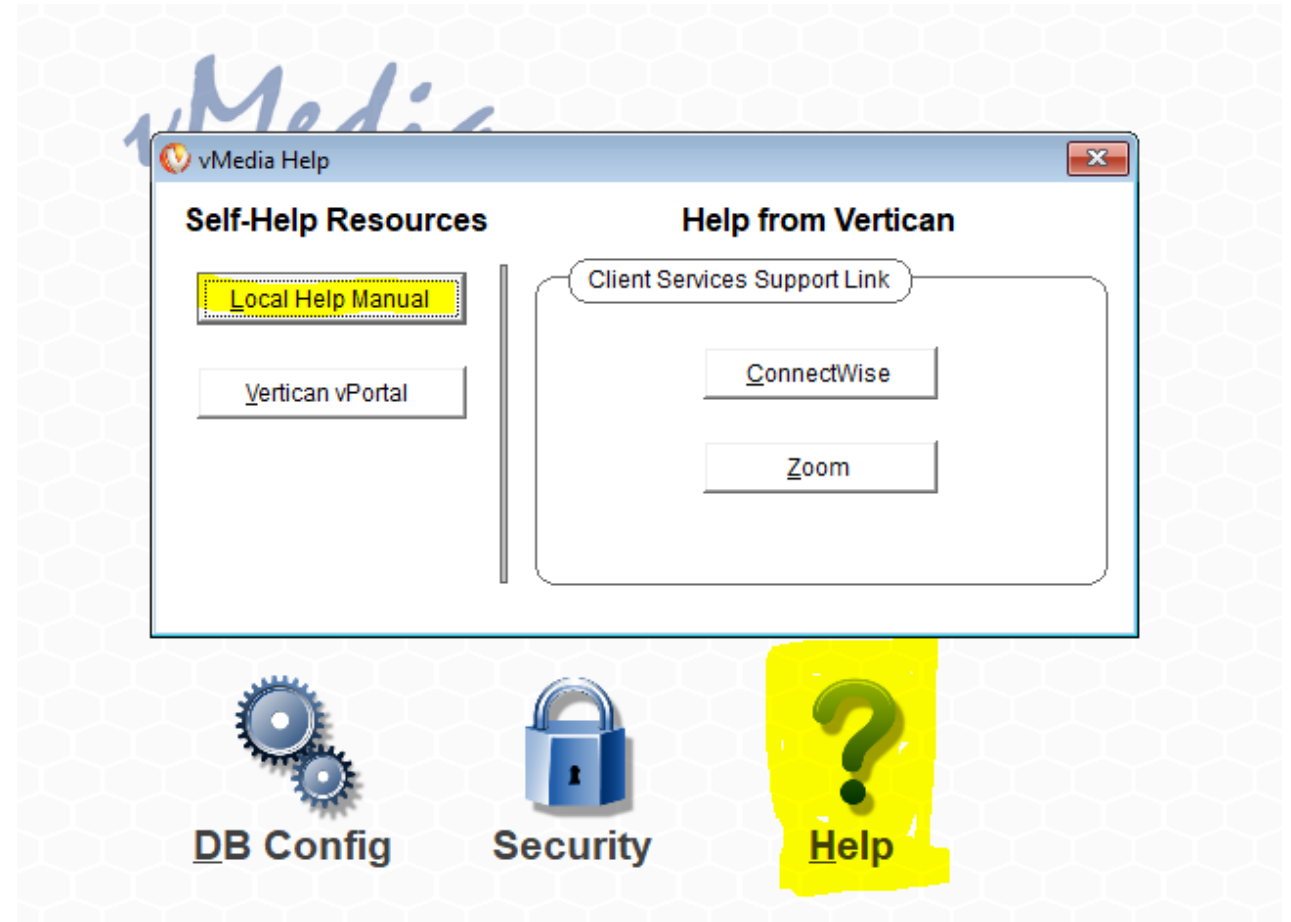 vMedia
vMedia Help
Self-Help Resources
Help from Vertican
Local Help Manual
Vertican vPortal
Client Services Support Link
ConnectWise
Zoom
DB Config
Security
Help